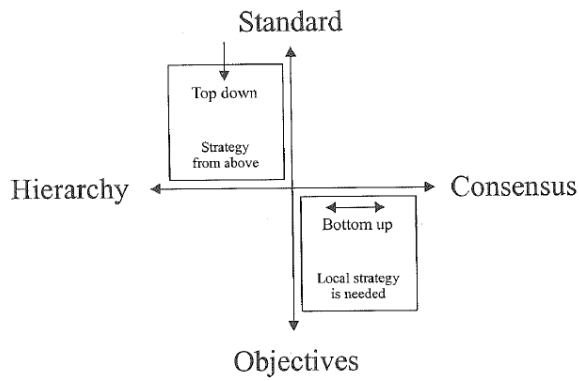 Standard
Top down
Strategy
from above
Hierarchy
Consensus
Bottom up
Local strategy
is needed
Objectives